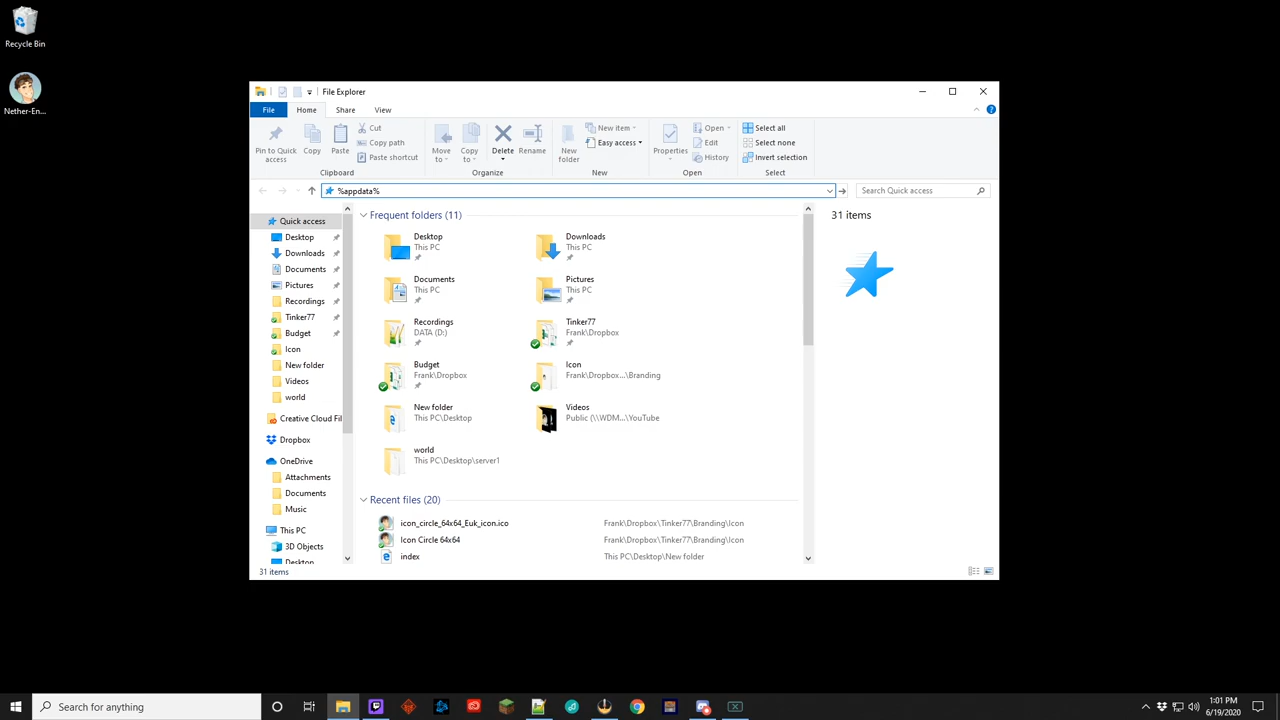 Recycle Bin
Nether-En...
File Explorer
File
Home
Share
View
Pin to Quick access
Copy
Paste
Cut
Copy path
Paste shortcut
Clipboard
Move to
Copy to
Delete
Rename
Organize
New folder
New item
Easy access
New
Properties
Open
Edit
History
Open
Select all
Select none
Invert selection
Select
%appdata%
Search Quick access
Quick access
Desktop
Downloads
Documents
Pictures
Recordings
Tinker77
Budget
Icon
New folder
Videos
world
Creative Cloud Fil
Dropbox
OneDrive
Attachments
Documents
Music
This PC
3D Objects
Desktop
Frequent folders (11)
Desktop
This PC
Downloads
This PC
Documents
This PC
Pictures
This PC
Recordings
DATA (D:)
Tinker77
Frank\Dropbox
Budget
Frank\Dropbox
Icon
Frank\Dropbox...\Branding
New folder
This PC\Desktop
Videos
Public (\\WDM...\YouTube
world
This PC\Desktop\server1
Recent files (20)
icon_circle_64x64_Euk_icon.ico
Frank\Dropbox\Tinker77\Branding\Icon
Icon Circle 64x64
Frank\Dropbox\Tinker77\Branding\Icon
index
This PC\Desktop\New folder
31 items
31 items
Search for anything
1:01 PM
6/19/2020